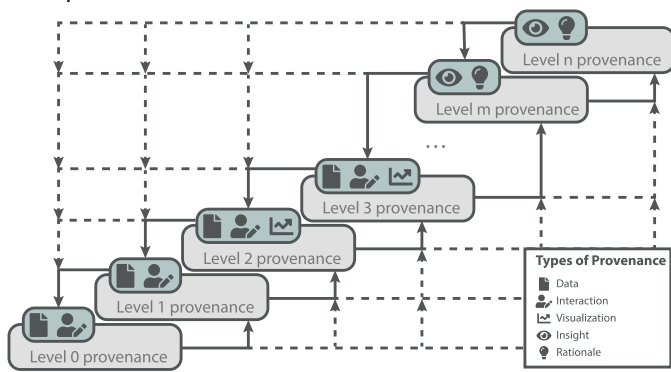 Level n provenance
Level m provenance
...
Level 3 provenance
Level 2 provenance
Level 1 provenance
Level 0 provenance
Types of Provenance
Data
Interaction
Visualization
Insight
Rationale